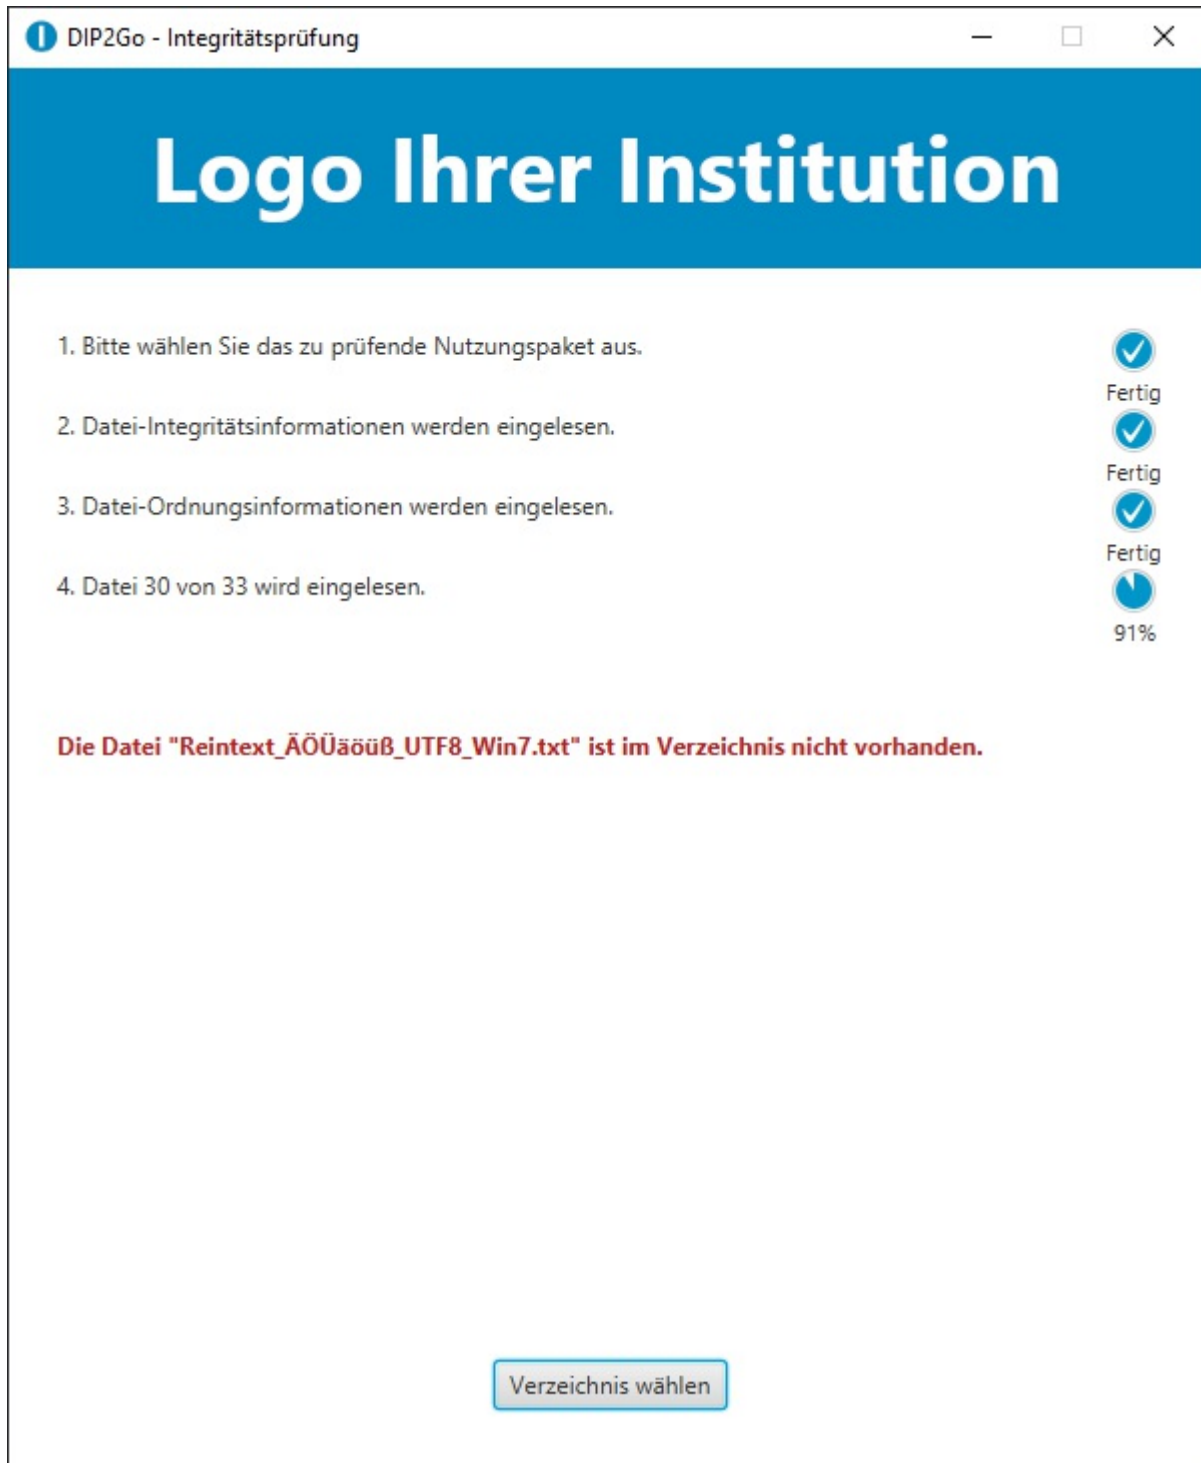 DIP2Go - Integritätsprüfung
Logo Ihrer Institution
1. Bitte wählen Sie das zu prüfende Nutzungspaket aus.
Fertig
2. Datei-Integritätsinformationen werden eingelesen.
Fertig
3. Datei-Ordnungsinformationen werden eingelesen.
Fertig
4. Datei 30 von 33 wird eingelesen.
91%
Die Datei "Reintext_ÄÖÜäöüß_UTF8_Win7.txt" ist im Verzeichnis nicht vorhanden.
Verzeichnis wählen